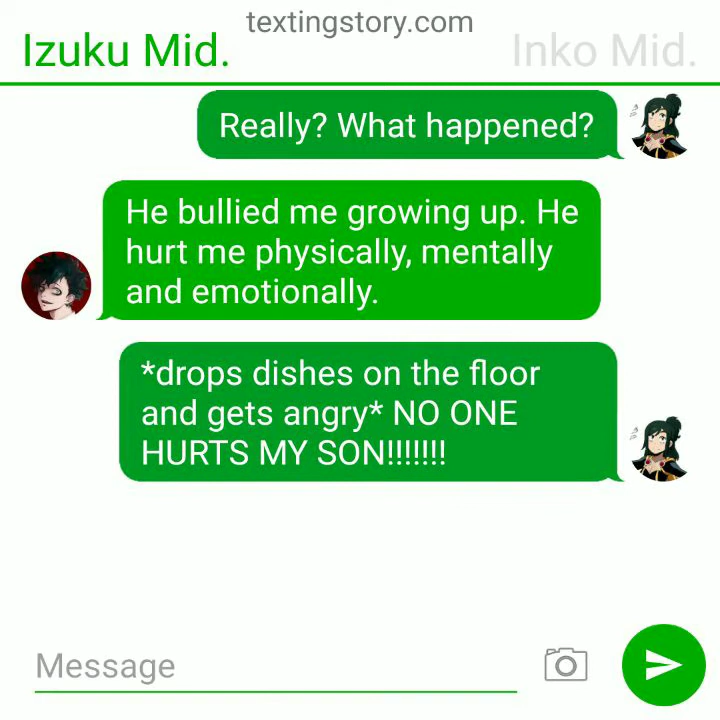 textingstory.com
Izuku Mid.
Inko Mid.
Really? What happened?
He bullied me growing up. He
hurt me physically, mentally
and emotionally.
*drops dishes on the floor
and gets angry* NO ONE
HURTS MY SON!!!!!!!
Message